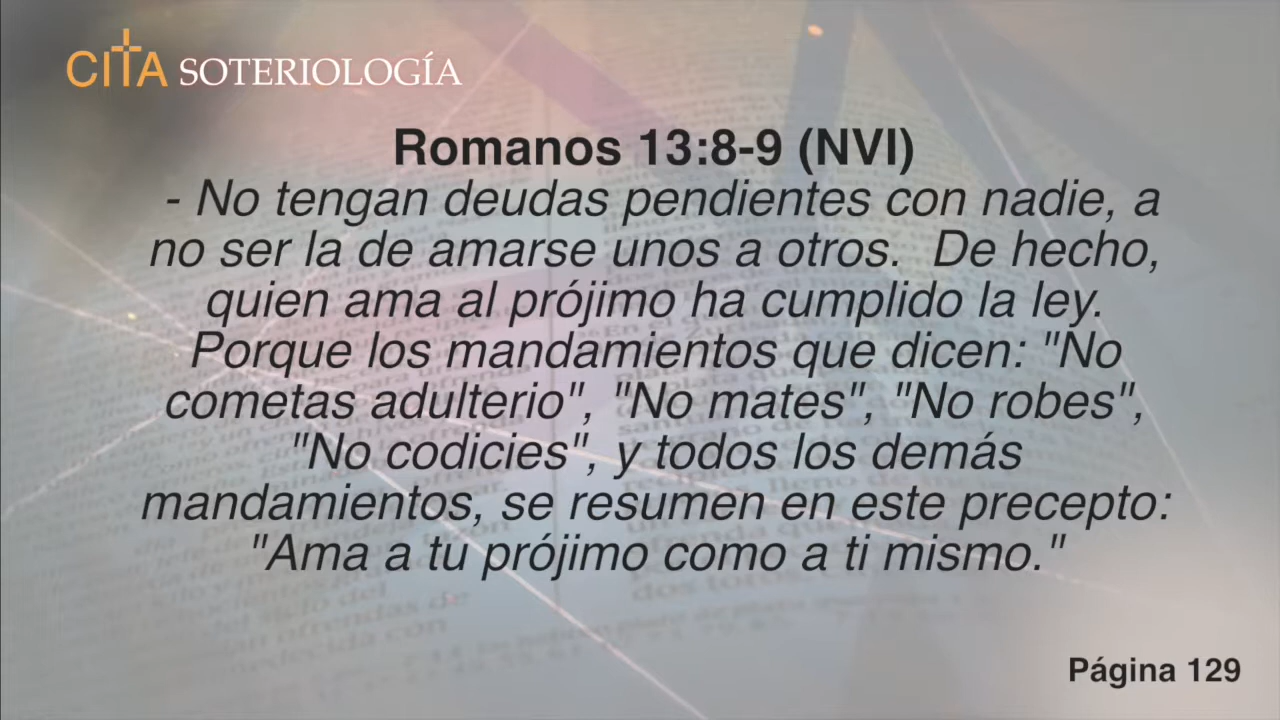 CITA SOTERIOLOGÍA
Romanos 13:8-9 (NVI)
- No tengan deudas pendientes con nadie, a
no ser la de amarse unos a otros.  De hecho,
quien ama al prójimo ha cumplido la ley.
Porque los mandamientos que dicen: "No
cometas adulterio", "No mates", "No robes",
"No codicies", y todos los demás
mandamientos, se resumen en este precepto:
"Ama a tu prójimo como a ti mismo."
Página 129